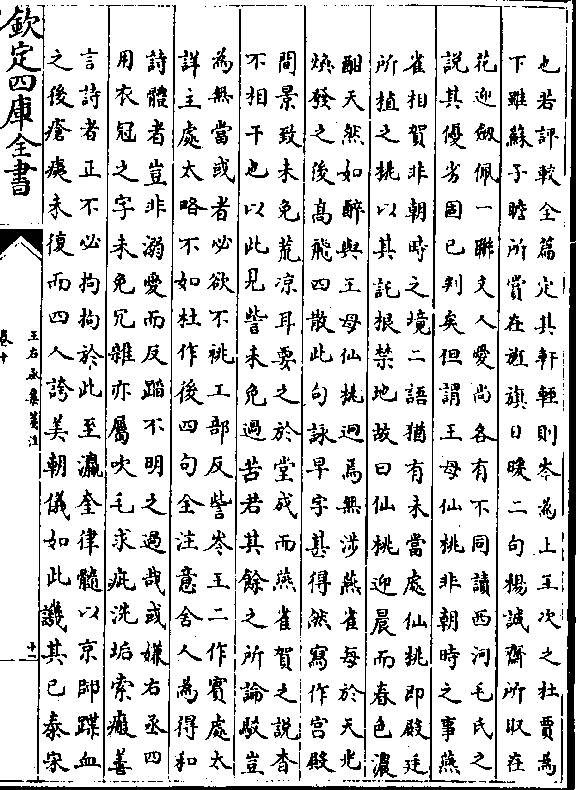 也若評較全篇定其軒輊則岑為上王次之杜賈為
下雖蘇子瞻所賞在旌旗日暖二句楊誠齋所取在
花迎劍佩一聯文人愛尚各有不同讀西河毛氏之
說其優劣固已判矣但謂王母仙桃非朝時之事燕
雀相賀非朝時之境二語猶有未當處仙桃即殿廷
所植之桃以其託根禁地故曰仙桃迎晨而春色濃
酣天然如醉與王母仙桃迥焉無涉燕雀每於天光
煥發之後高飛四散此句詠早字甚得然寫作宮殿
間景致未免荒凉耳要之於堂成而燕雀賀之說杳
不相干也以此見訾未免過苦君其餘之所論駁豈
為無當或者必欲不祧工部反訾岑王二作實處太
詳主處太略不如杜作後四句全注意舍人為得和
詩體者豈非溺愛而反蹈不明之過哉或嫌右丞四
用衣冠之字未免冗雜亦屬吹毛求疵洗垢索瘢善
言詩者正不必拘拘於此至瀛奎律髓以京師蹀血
之後瘡痍未復而四人誇美朝儀如此譏其已泰宋
欽定四庫全書
王右丞集箋注
卷十
十一